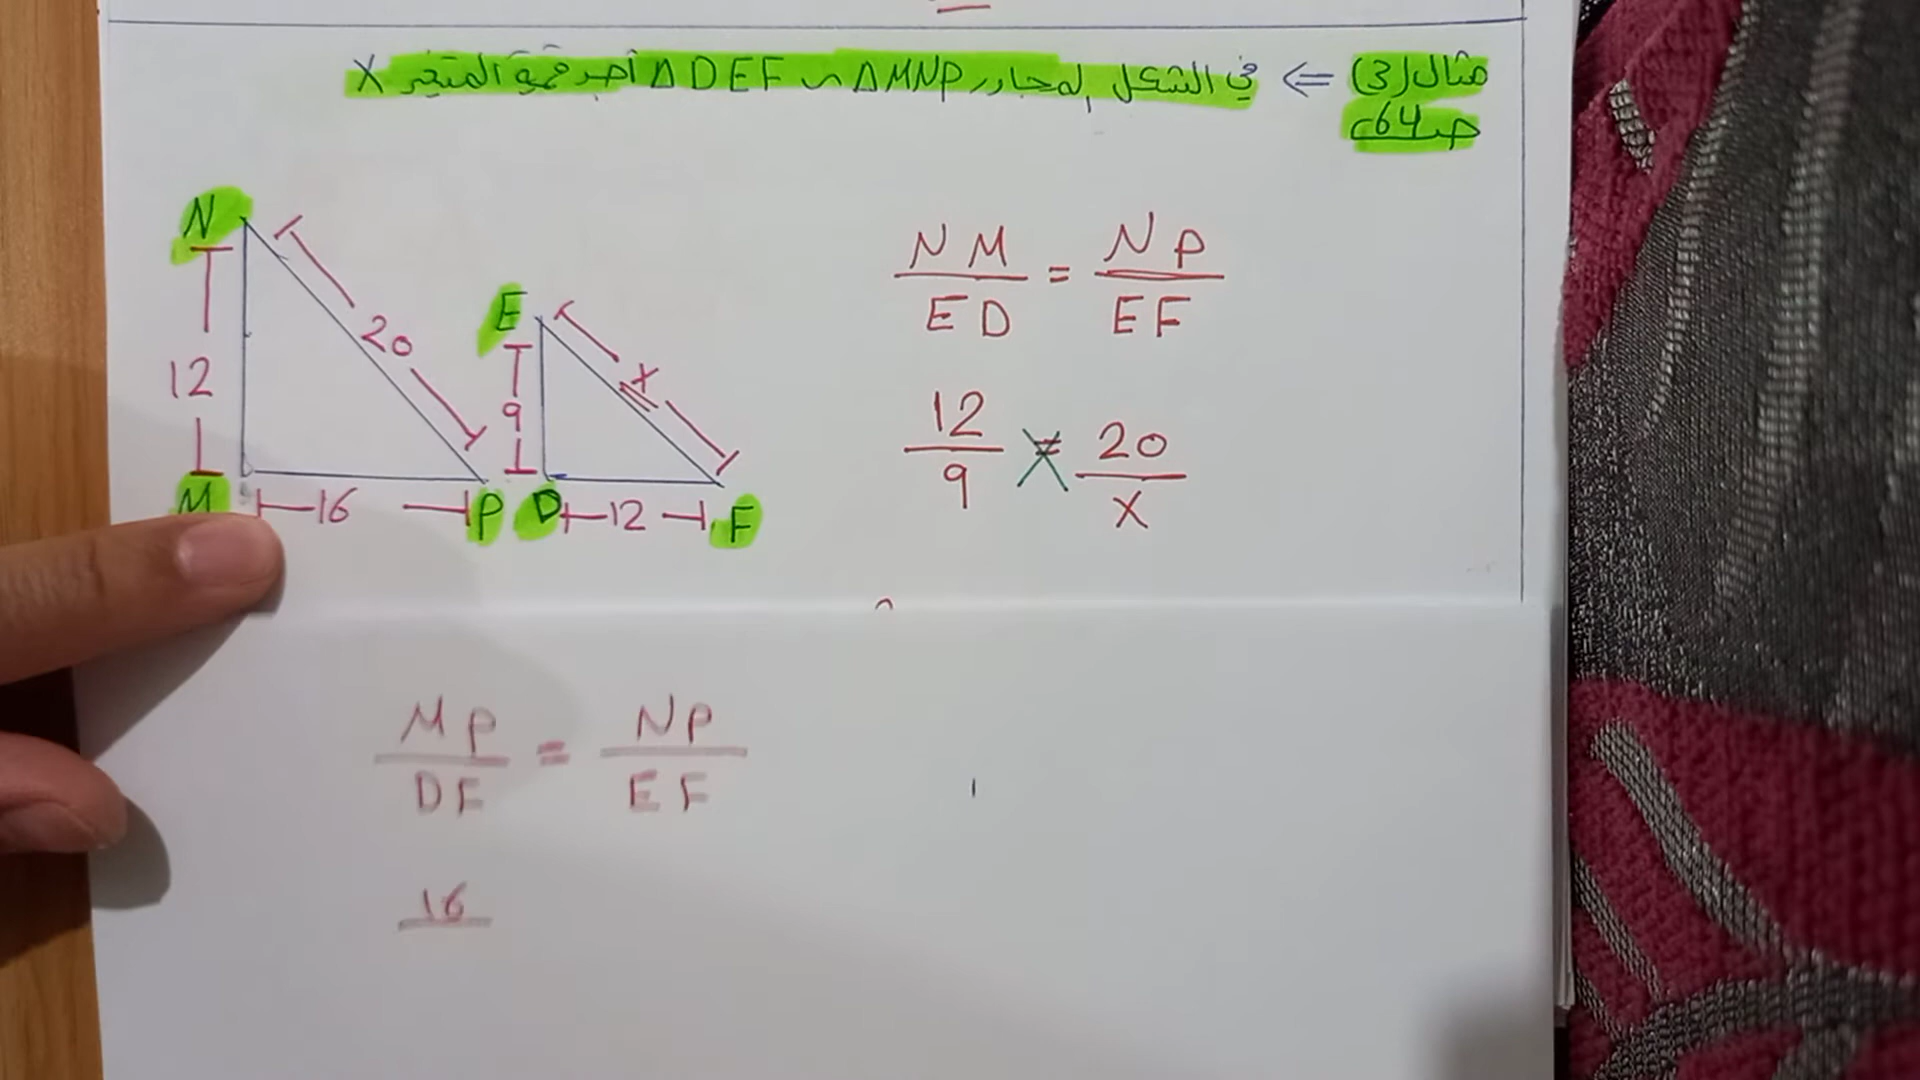 مثال (3) ⇐ في الشكل المجاور ΔDEF ∽ ΔMNP أجد قيمة المتغير X
ص64
N
20
12
M
16
P
E
X
9
D
12
F
NM/ED = NP/EF
12/9 = 20/X
MP/DF = NP/EF
16